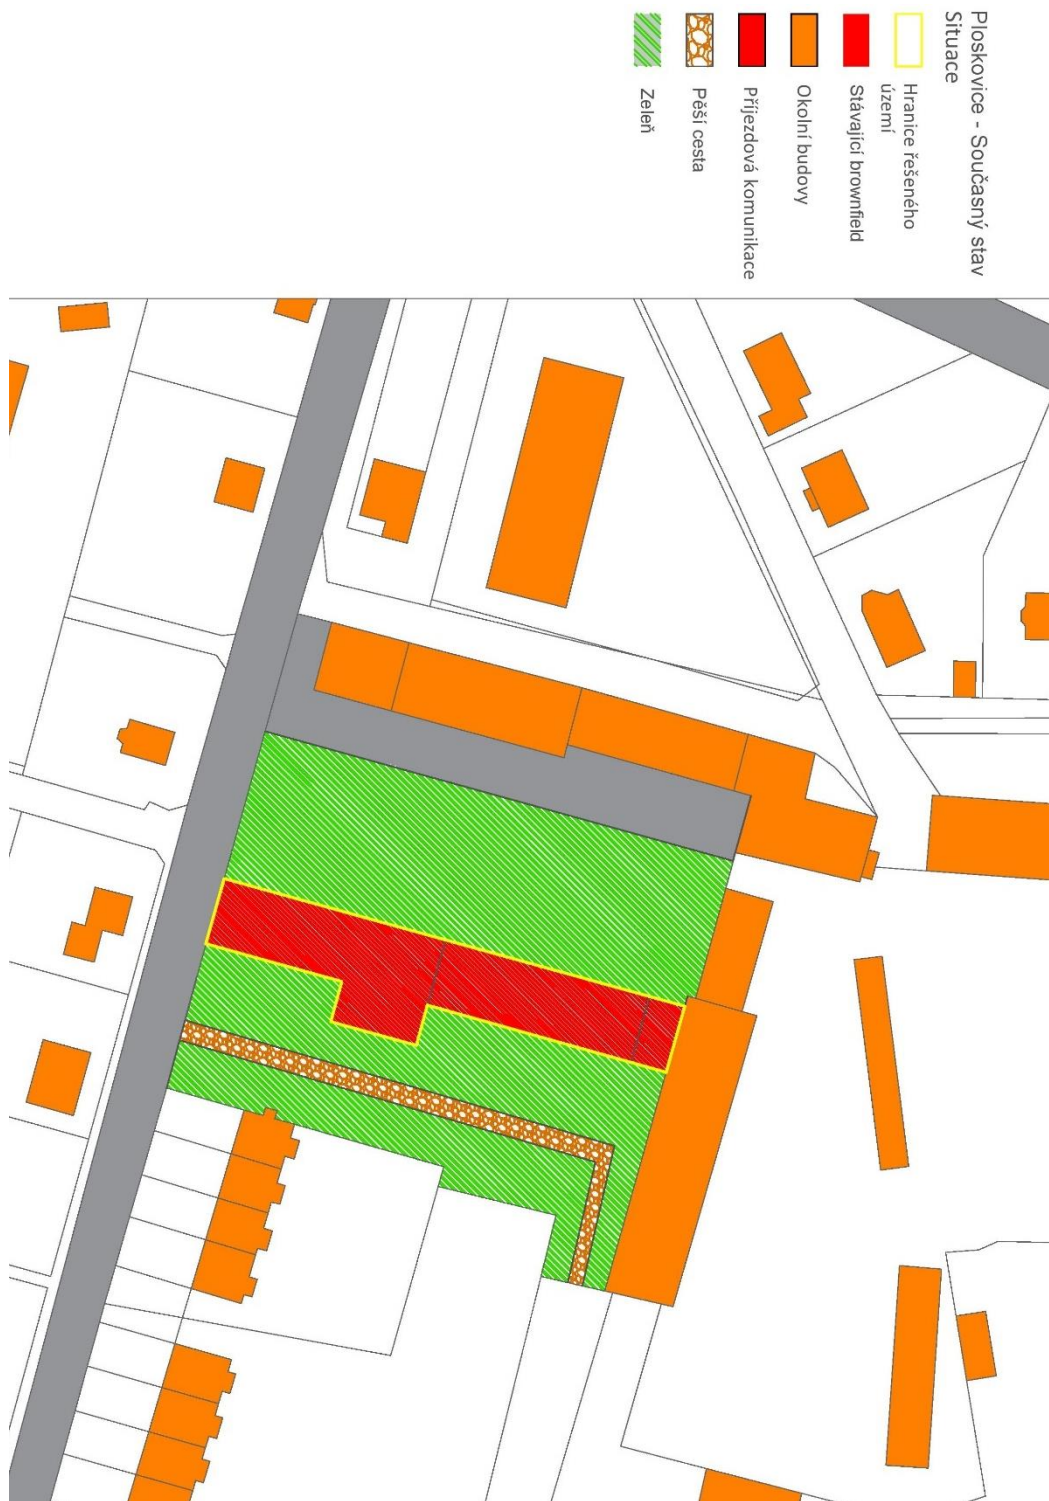 Ploskovice - Současný stav
Situace
Hranice řešeného
území
Stávající brownfield
Okolní budovy
Příjezdová komunikace
Pěší cesta
Zeleň